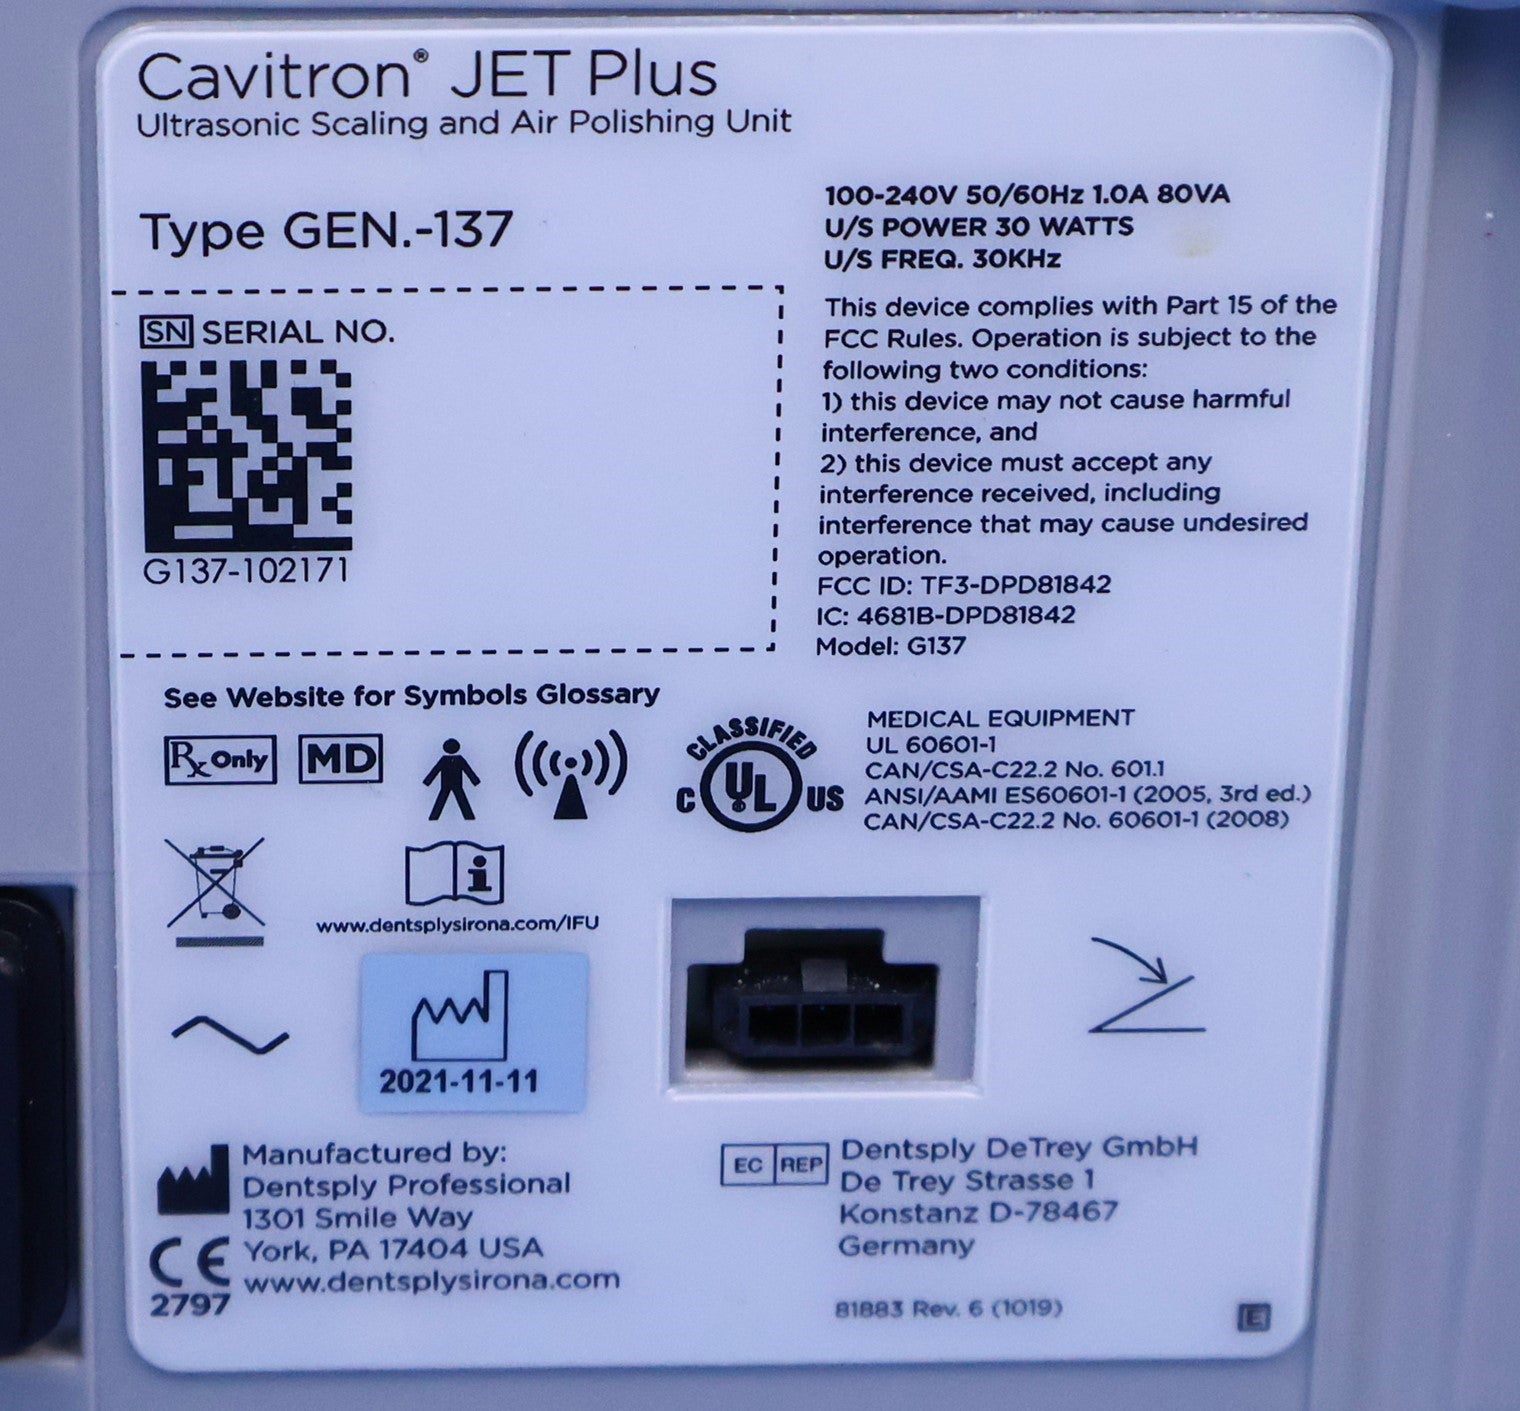 Cavitron® JET Plus
Ultrasonic Scaling and Air Polishing Unit
Type GEN.-137
SN SERIAL NO.
G137-102171
100-240V 50/60Hz 1.0A 80VA
U/S POWER 30 WATTS
U/S FREQ. 30KHz
This device complies with Part 15 of the
FCC Rules. Operation is subject to the
following two conditions:
1) this device may not cause harmful
interference, and
2) this device must accept any
interference received, including
interference that may cause undesired
operation.
FCC ID: TF3-DPD81842
IC: 4681B-DPD81842
Model: G137
See Website for Symbols Glossary
Rx Only MD
CLASSIFIED
C UL US
MEDICAL EQUIPMENT
UL 60601-1
CAN/CSA-C22.2 No. 601.1
ANSI/AAMI ES60601-1 (2005, 3rd ed.)
CAN/CSA-C22.2 No. 60601-1 (2008)
i
www.dentsplysirona.com/IFU
2021-11-11
Manufactured by:
Dentsply Professional
1301 Smile Way
York, PA 17404 USA
www.dentsplysirona.com
CE
2797
EC REP
Dentsply DeTrey GmbH
De Trey Strasse 1
Konstanz D-78467
Germany
81883 Rev. 6 (1019)
E